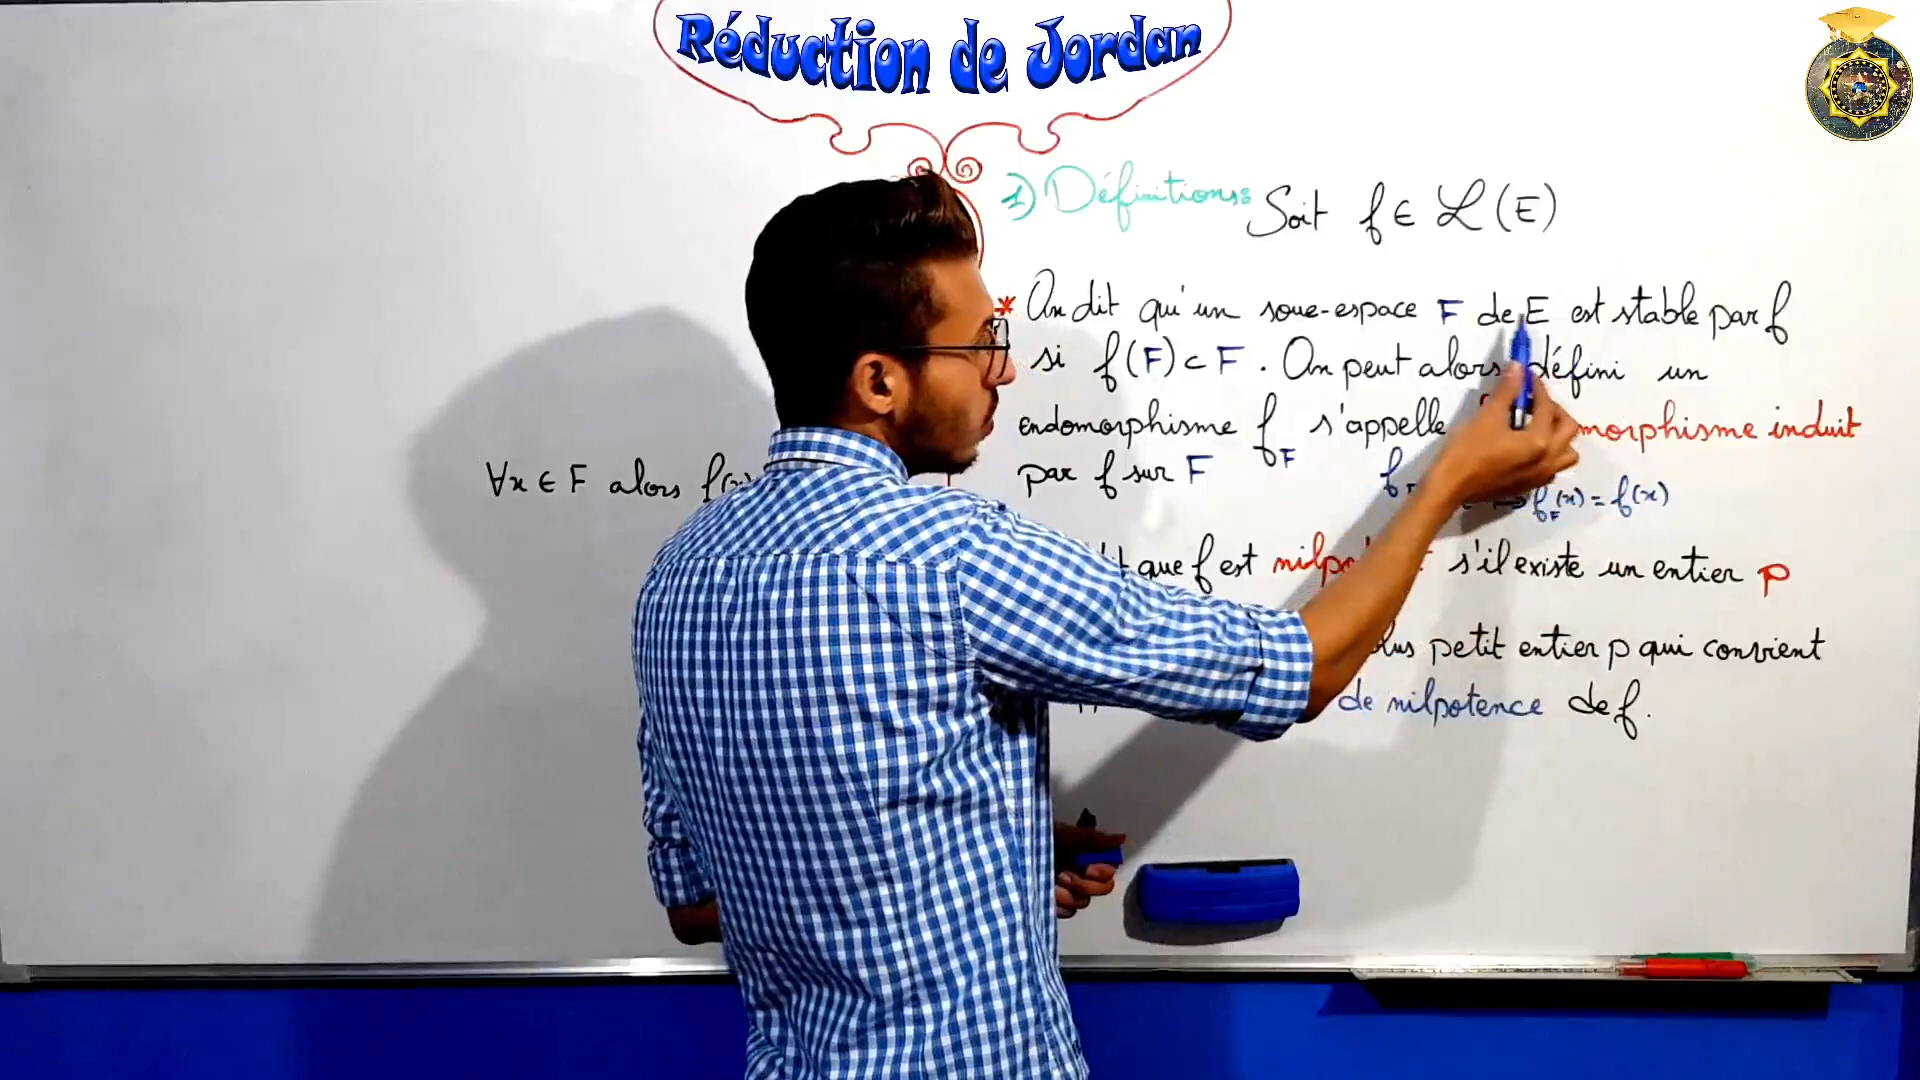 Réduction de Jordan
1) Définitions: Soit f ∈ ℒ(E)
* On dit qu'un sous-espace F de E est stable par f
si f(F) ⊂ F. On peut alors défini un
endomorphisme f_F s'appelle morphisme induit
par f sur F f_F(x) = f(x)
∀x ∈ F alors
que f est s'il existe un entier p
petit entier p qui convient
de nilpotence de f.